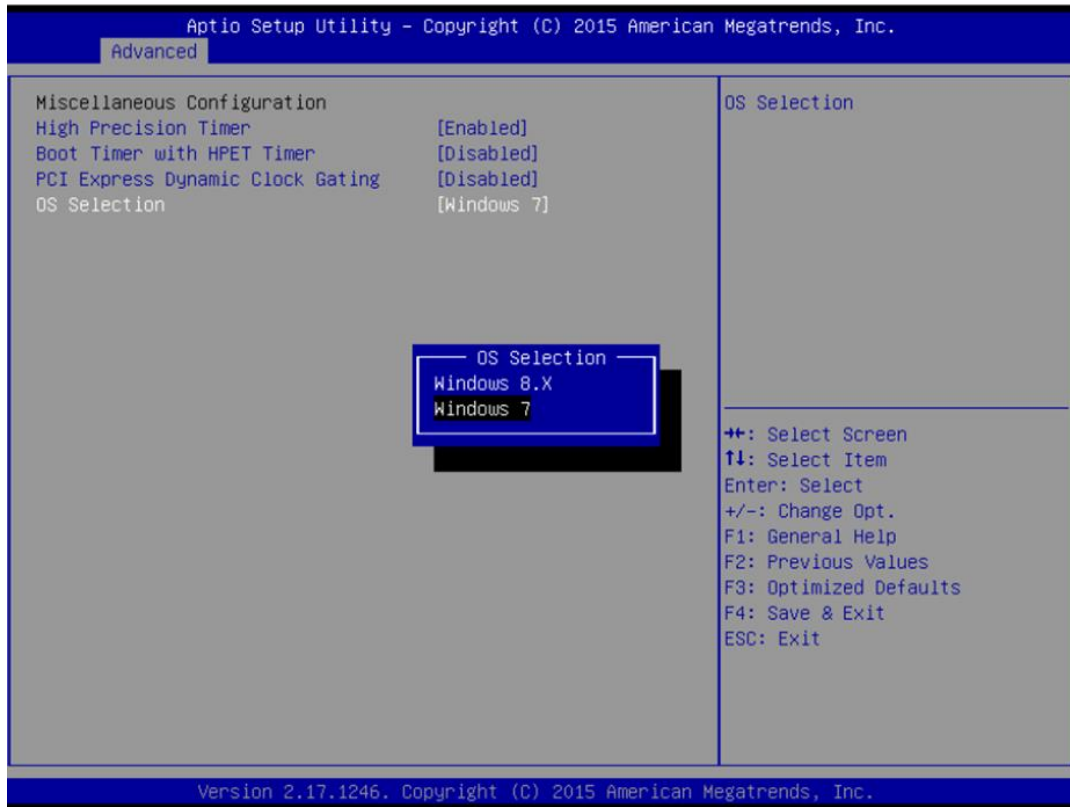 Aptio Setup Utility – Copyright (C) 2015 American Megatrends, Inc.
Advanced
Miscellaneous Configuration
High Precision Timer [Enabled]
Boot Timer with HPET Timer [Disabled]
PCI Express Dynamic Clock Gating [Disabled]
OS Selection [Windows 7]
OS Selection
Windows 8.X
Windows 7
OS Selection
→←: Select Screen
↑↓: Select Item
Enter: Select
+/-: Change Opt.
F1: General Help
F2: Previous Values
F3: Optimized Defaults
F4: Save & Exit
ESC: Exit
Version 2.17.1246. Copyright (C) 2015 American Megatrends, Inc.